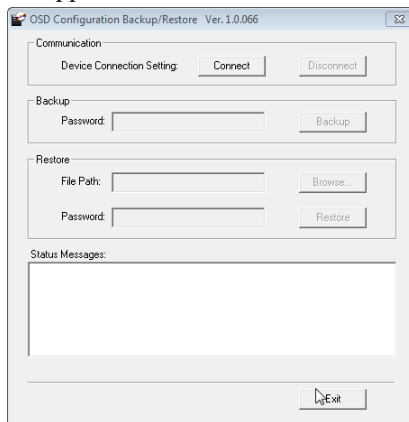 OSD Configuration Backup/Restore Ver. 1.0.066
Communication
Device Connection Setting: Connect Disconnect
Backup
Password: Backup
Restore
File Path: Browse...
Password: Restore
Status Messages:
Exit